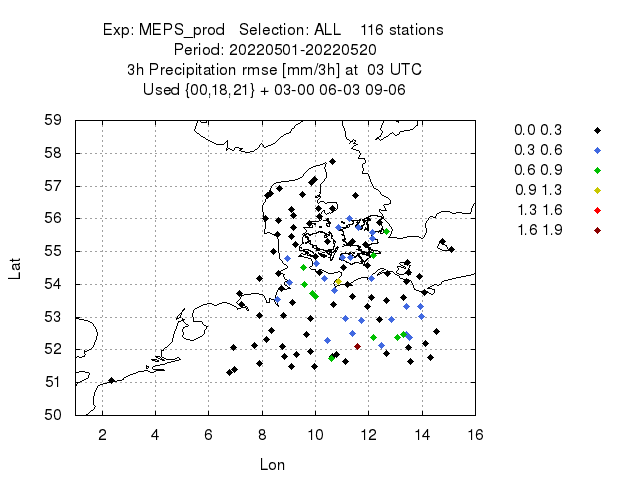 Exp: MEPS_prod Selection: ALL 116 stations
Period: 20220501-20220520
3h Precipitation rmse [mm/3h] at 03 UTC
Used {00,18,21} + 03-00 06-03 09-06
59
58
57
56
55
54
53
52
51
50
Lat
2 4 6 8 10 12 14 16
Lon
0.0 0.3
0.3 0.6
0.6 0.9
0.9 1.3
1.3 1.6
1.6 1.9